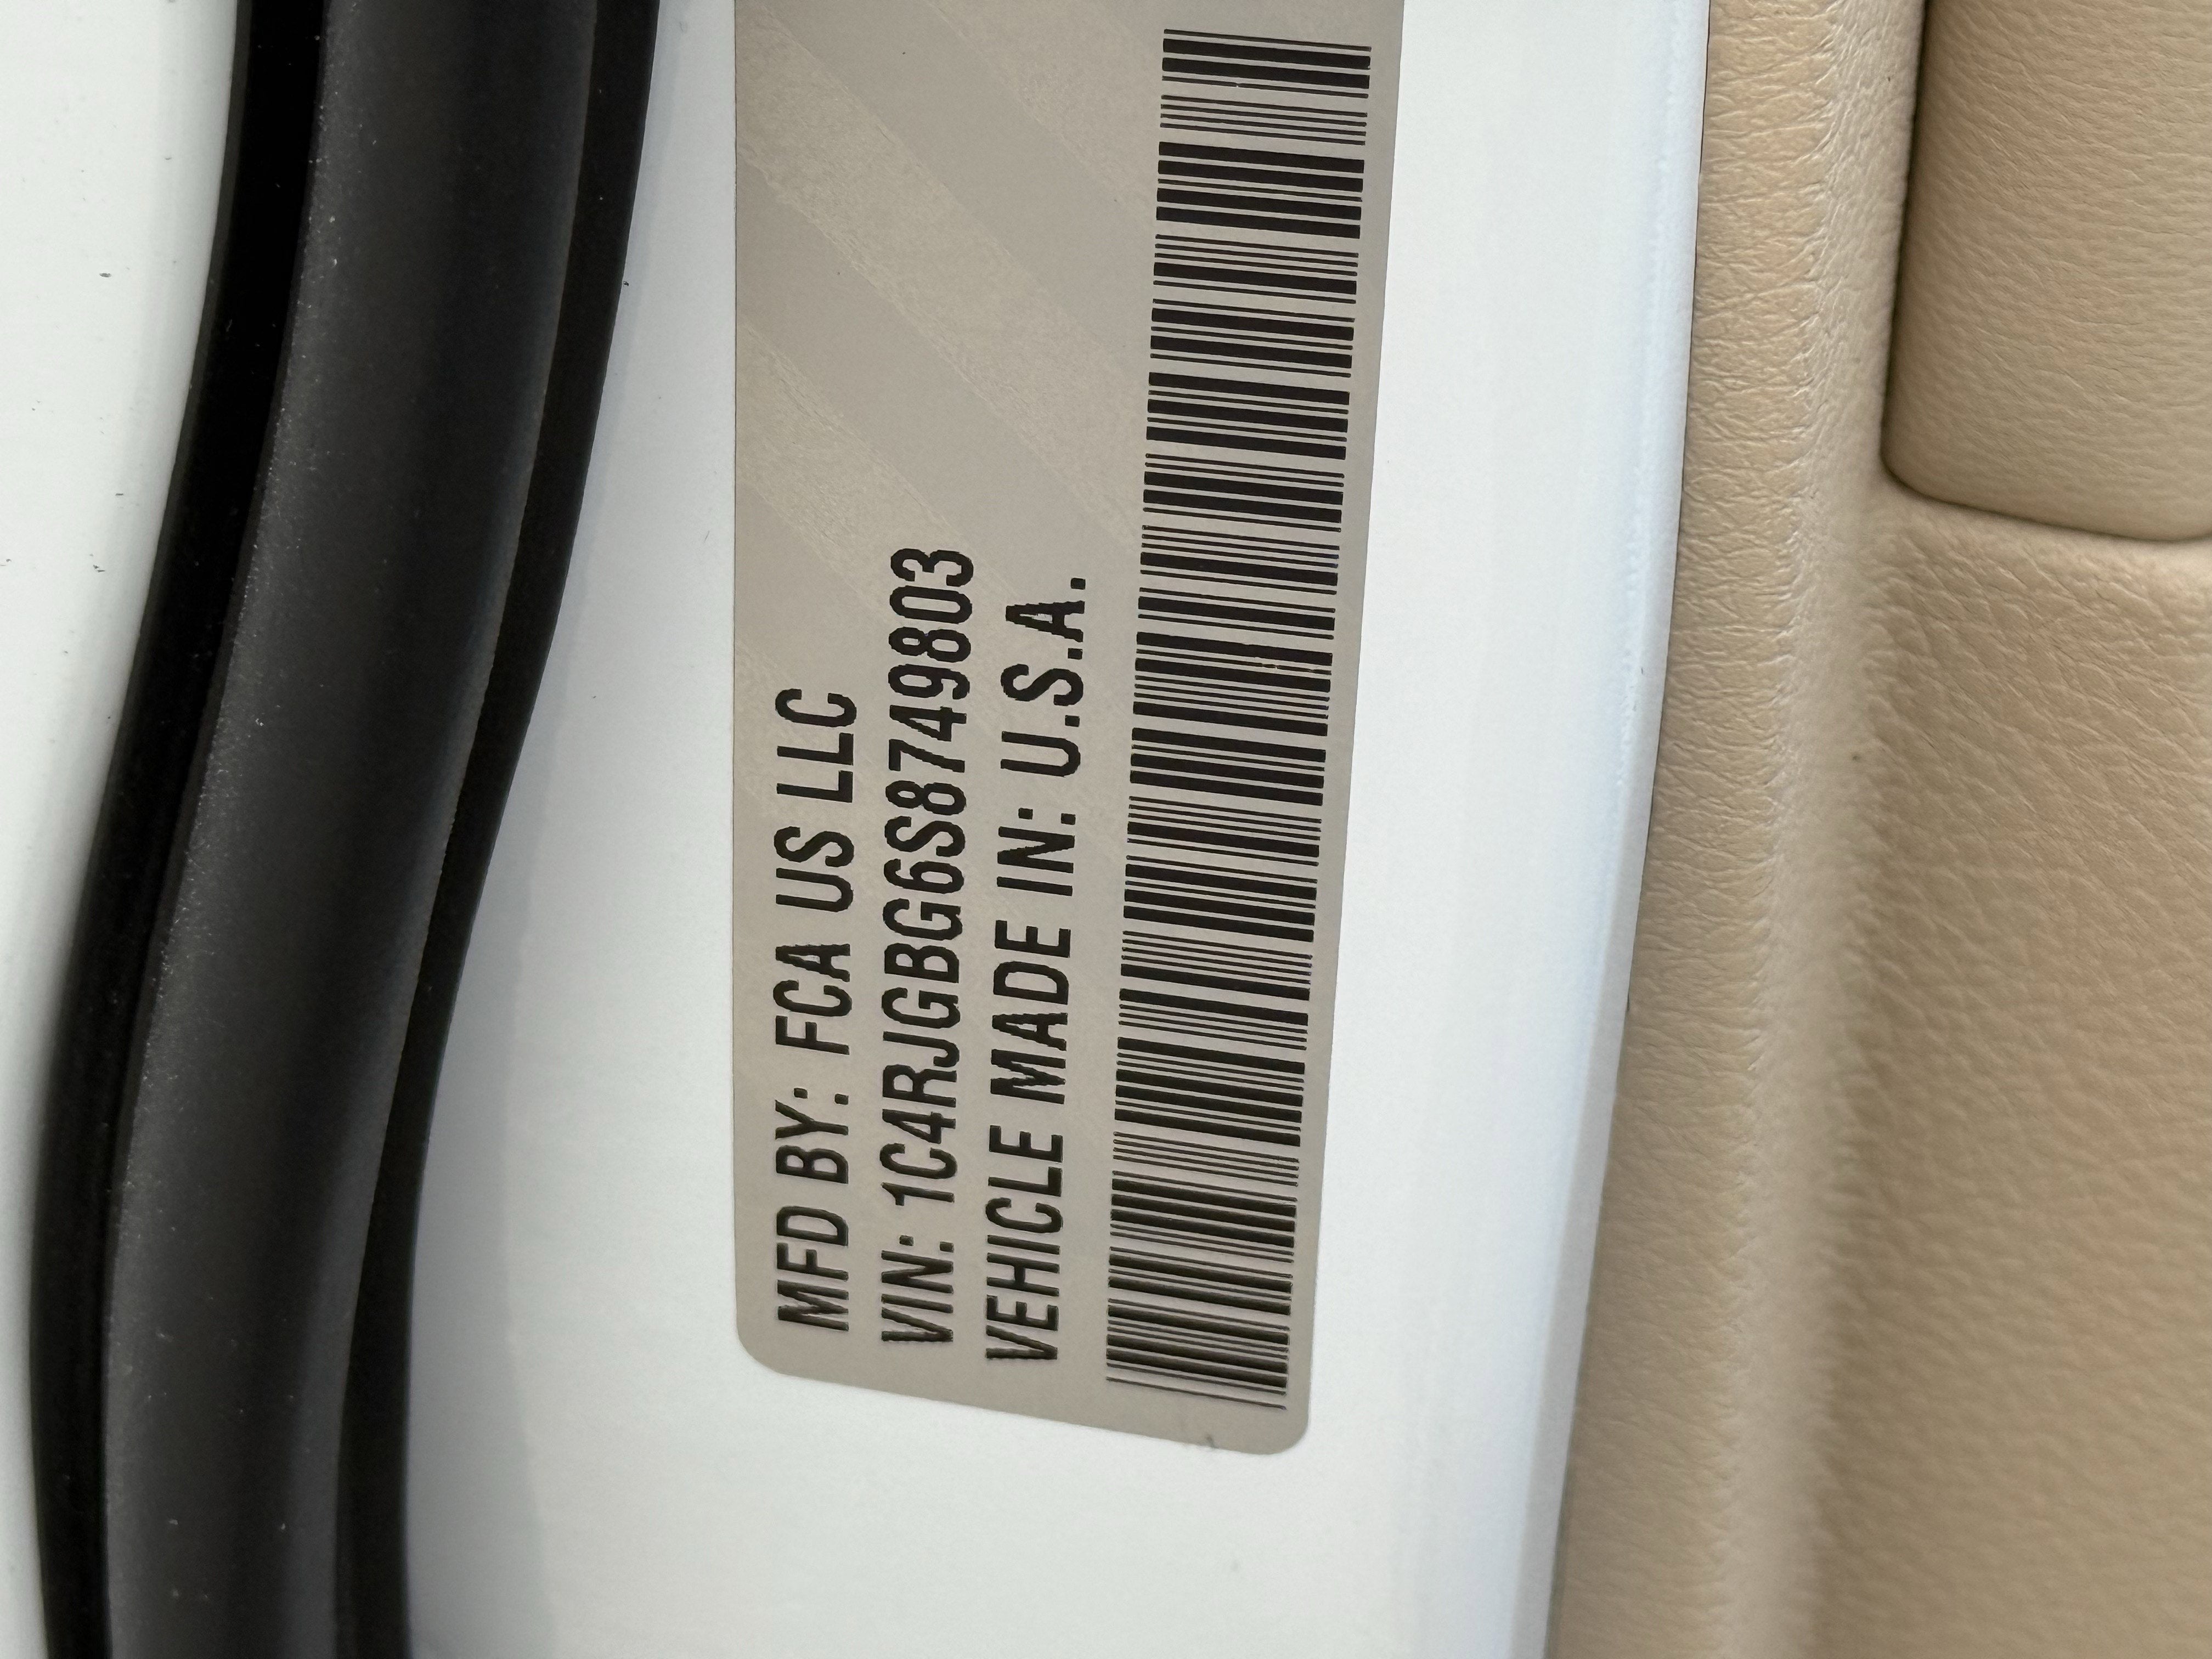 MFD BY: FCA US LLC
VIN: 1C4RJGBG6S8749803
VEHICLE MADE IN: U.S.A.